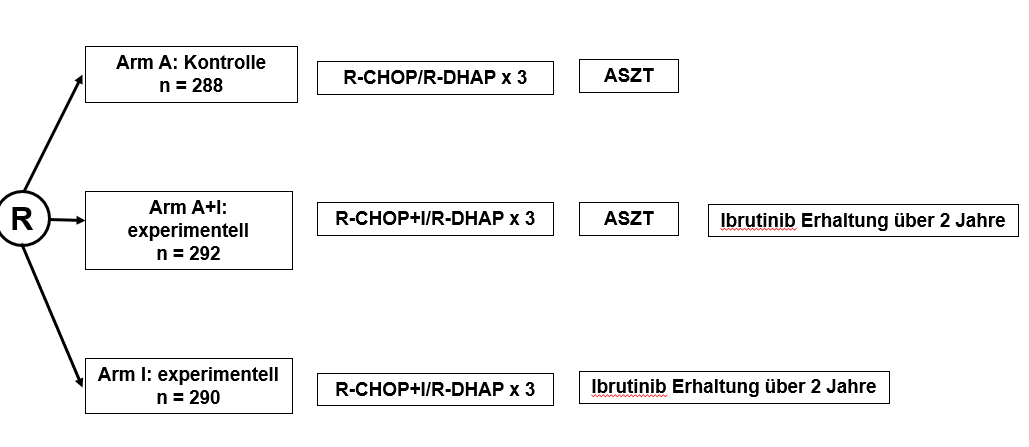 R
Arm A: Kontrolle
n = 288
R-CHOP/R-DHAP x 3
ASZT
Arm A+I:
experimentell
n = 292
R-CHOP+I/R-DHAP x 3
ASZT
Ibrutinib Erhaltung über 2 Jahre
Arm I: experimentell
n = 290
R-CHOP+I/R-DHAP x 3
Ibrutinib Erhaltung über 2 Jahre